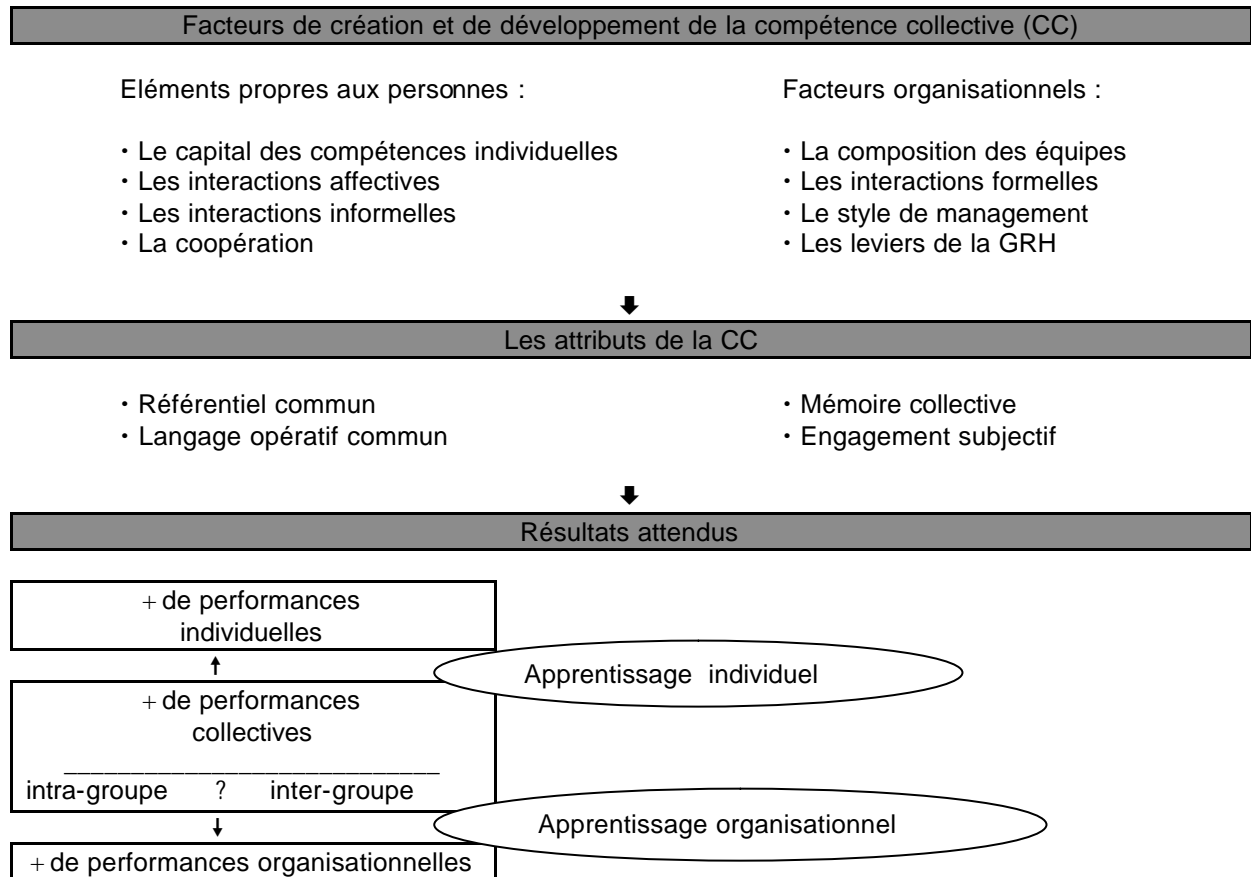 Facteurs de création et de développement de la compétence collective (CC)
Eléments propres aux personnes :
· Le capital des compétences individuelles
· Les interactions affectives
· Les interactions informelles
· La coopération
Facteurs organisationnels :
· La composition des équipes
· Les interactions formelles
· Le style de management
· Les leviers de la GRH
Les attributs de la CC
· Référentiel commun
· Langage opératif commun
· Mémoire collective
· Engagement subjectif
Résultats attendus
+ de performances
individuelles
Apprentissage individuel
+ de performances
collectives
intra-groupe ? inter-groupe
Apprentissage organisationnel
+ de performances organisationnelles